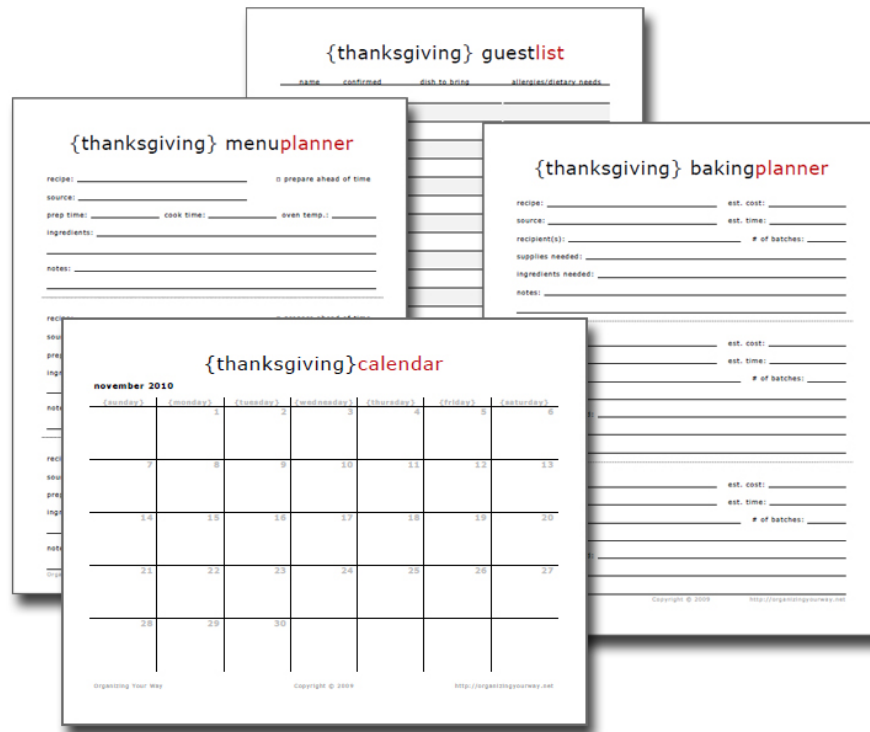 {thanksgiving} guestlist
name confirmed dish to bring allergies/dietary needs
{thanksgiving} menuplanner
recipe: □ prepare ahead of time
source:
prep time: cook time: oven temp.:
ingredients:
notes:
{thanksgiving} bakingplanner
recipe: est. cost:
source: est. time:
recipient(s): # of batches:
supplies needed:
ingredients needed:
notes:
est. cost:
est. time:
# of batches:
est. cost:
est. time:
# of batches:
Copyright © 2009 http://organizingyourway.net
{thanksgiving}calendar
november 2010
{sunday} {monday} {tuesday} {wednesday} {thursday} {friday} {saturday}
1 2 3 4 5 6
7 8 9 10 11 12 13
14 15 16 17 18 19 20
21 22 23 24 25 26 27
28 29 30
Organizing Your Way Copyright © 2009 http://organizingyourway.net